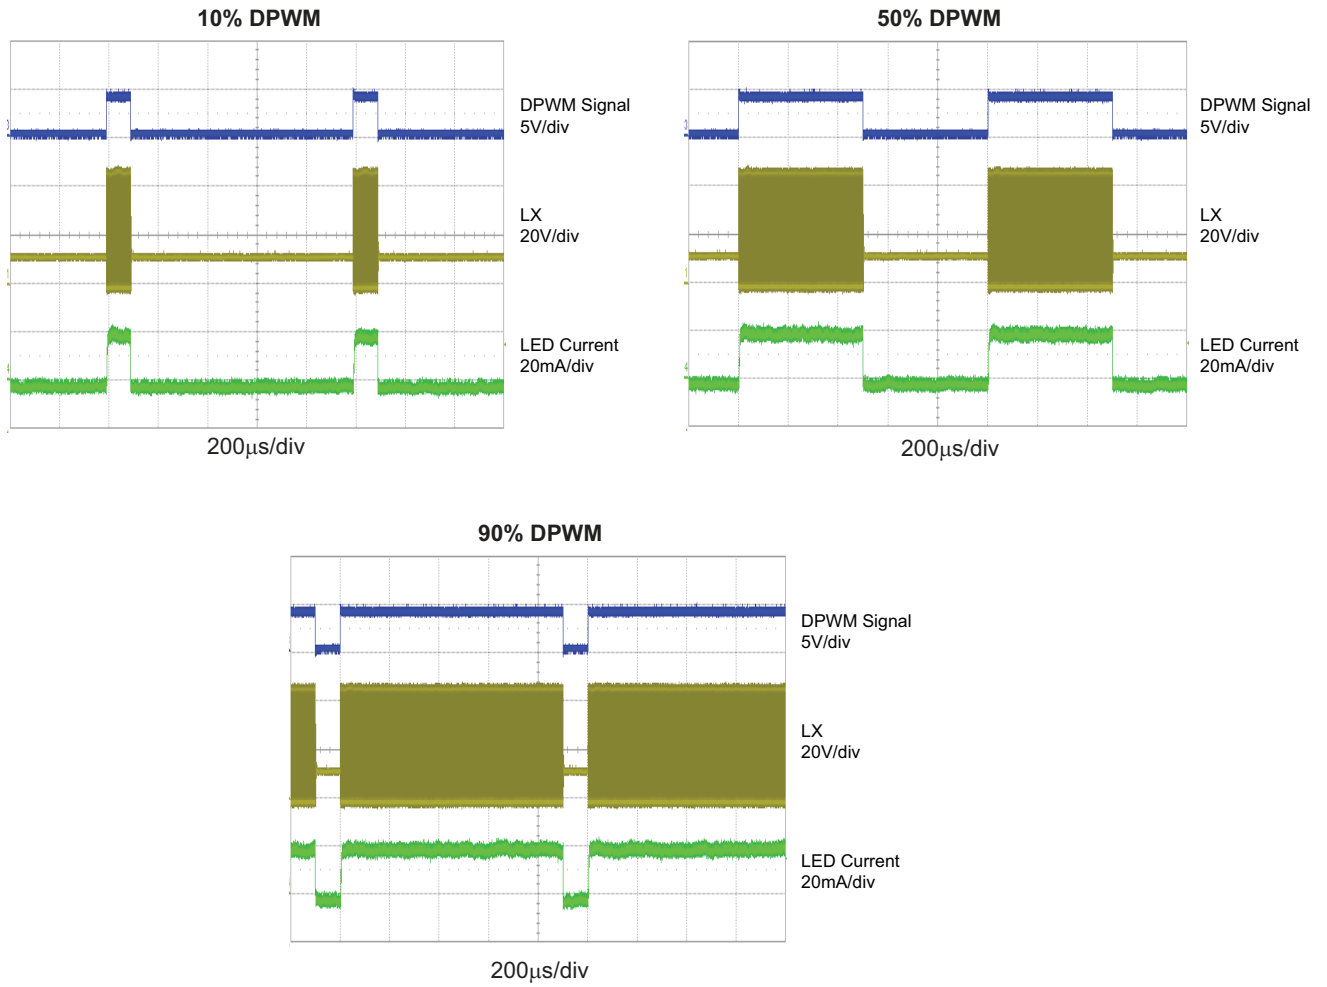 10% DPWM
DPWM Signal
5V/div
LX
20V/div
LED Current
20mA/div
200μs/div
50% DPWM
DPWM Signal
5V/div
LX
20V/div
LED Current
20mA/div
200μs/div
90% DPWM
DPWM Signal
5V/div
LX
20V/div
LED Current
20mA/div
200μs/div